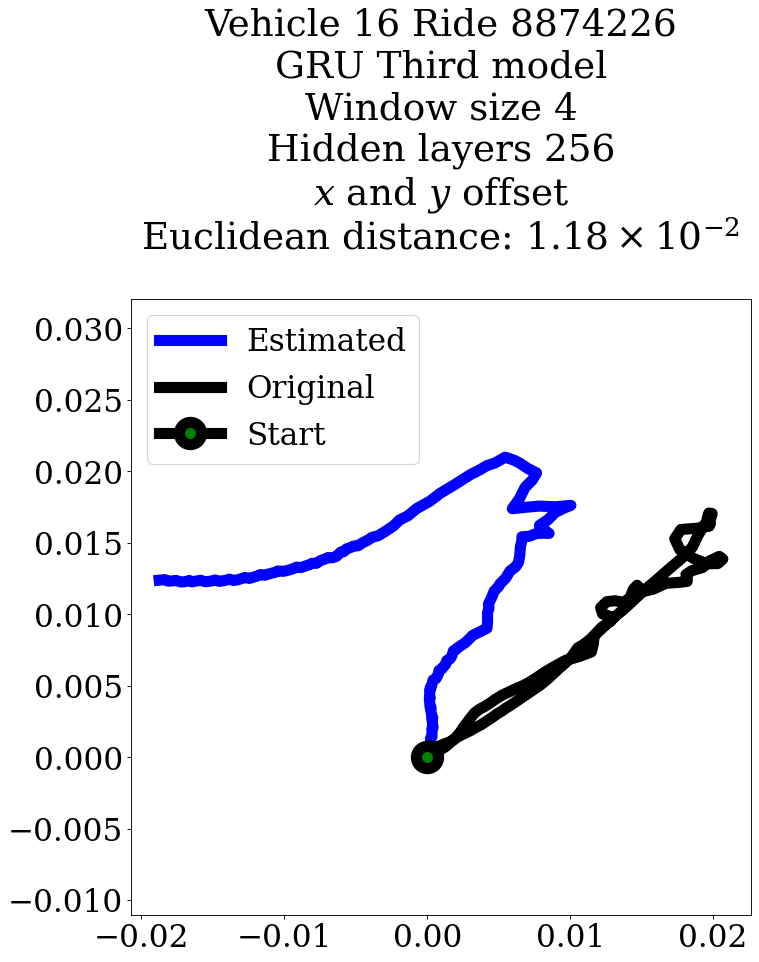 Vehicle 16 Ride 8874226
GRU Third model
Window size 4
Hidden layers 256
x and y offset
Euclidean distance: 1.18 × 10⁻²
Estimated
Original
Start
0.030
0.025
0.020
0.015
0.010
0.005
0.000
−0.005
−0.010
−0.02 −0.01 0.00 0.01 0.02